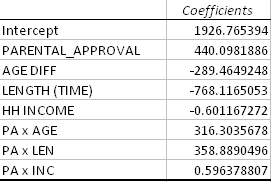 Coefficients
Intercept 1926.765394
PARENTAL_APPROVAL 440.0981886
AGE DIFF -289.4649248
LENGTH (TIME) -768.1165053
HH INCOME -0.601167272
PA x AGE 316.3035678
PA x LEN 358.8890496
PA x INC 0.596378807